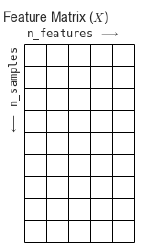 Feature Matrix (X)
n_features ⟶
⟵ n_samples